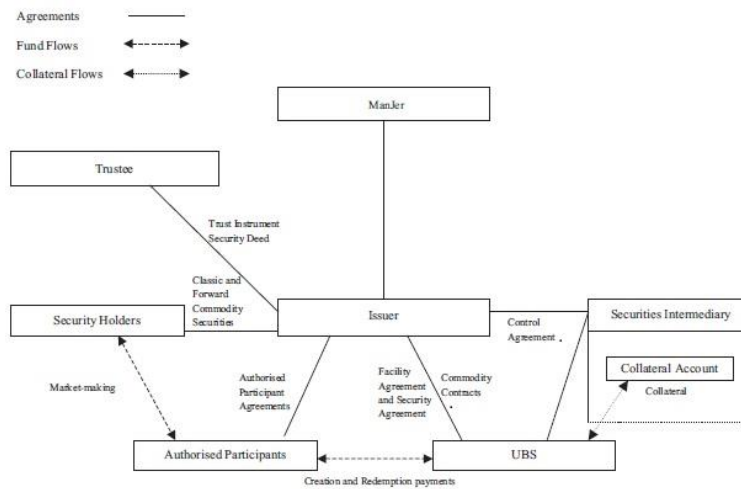 Agreements
Fund Flows
Collateral Flows
ManJer
Trustee
Trust Instrument
Security Deed
Classic and
Forward
Commodity
Securities
Security Holders
Issuer
Securities Intermediary
Control
Agreement
Collateral Account
Collateral
Market-making
Authorised
Participant
Agreements
Facility
Agreement
and Security
Agreement
Commodity
Contracts
Authorised Participants
UBS
Creation and Redemption payments